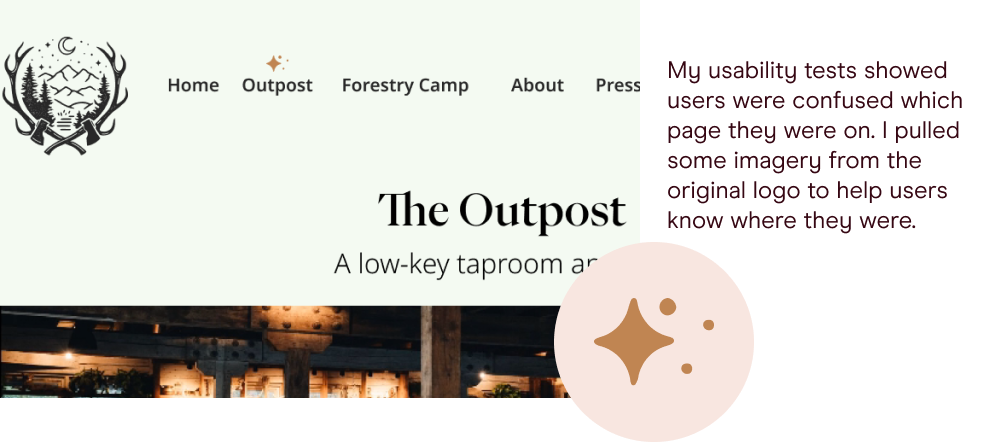 Home Outpost Forestry Camp About Press
The Outpost
A low-key taproom
My usability tests showed
users were confused which
page they were on. I pulled
some imagery from the
original logo to help users
know where they were.